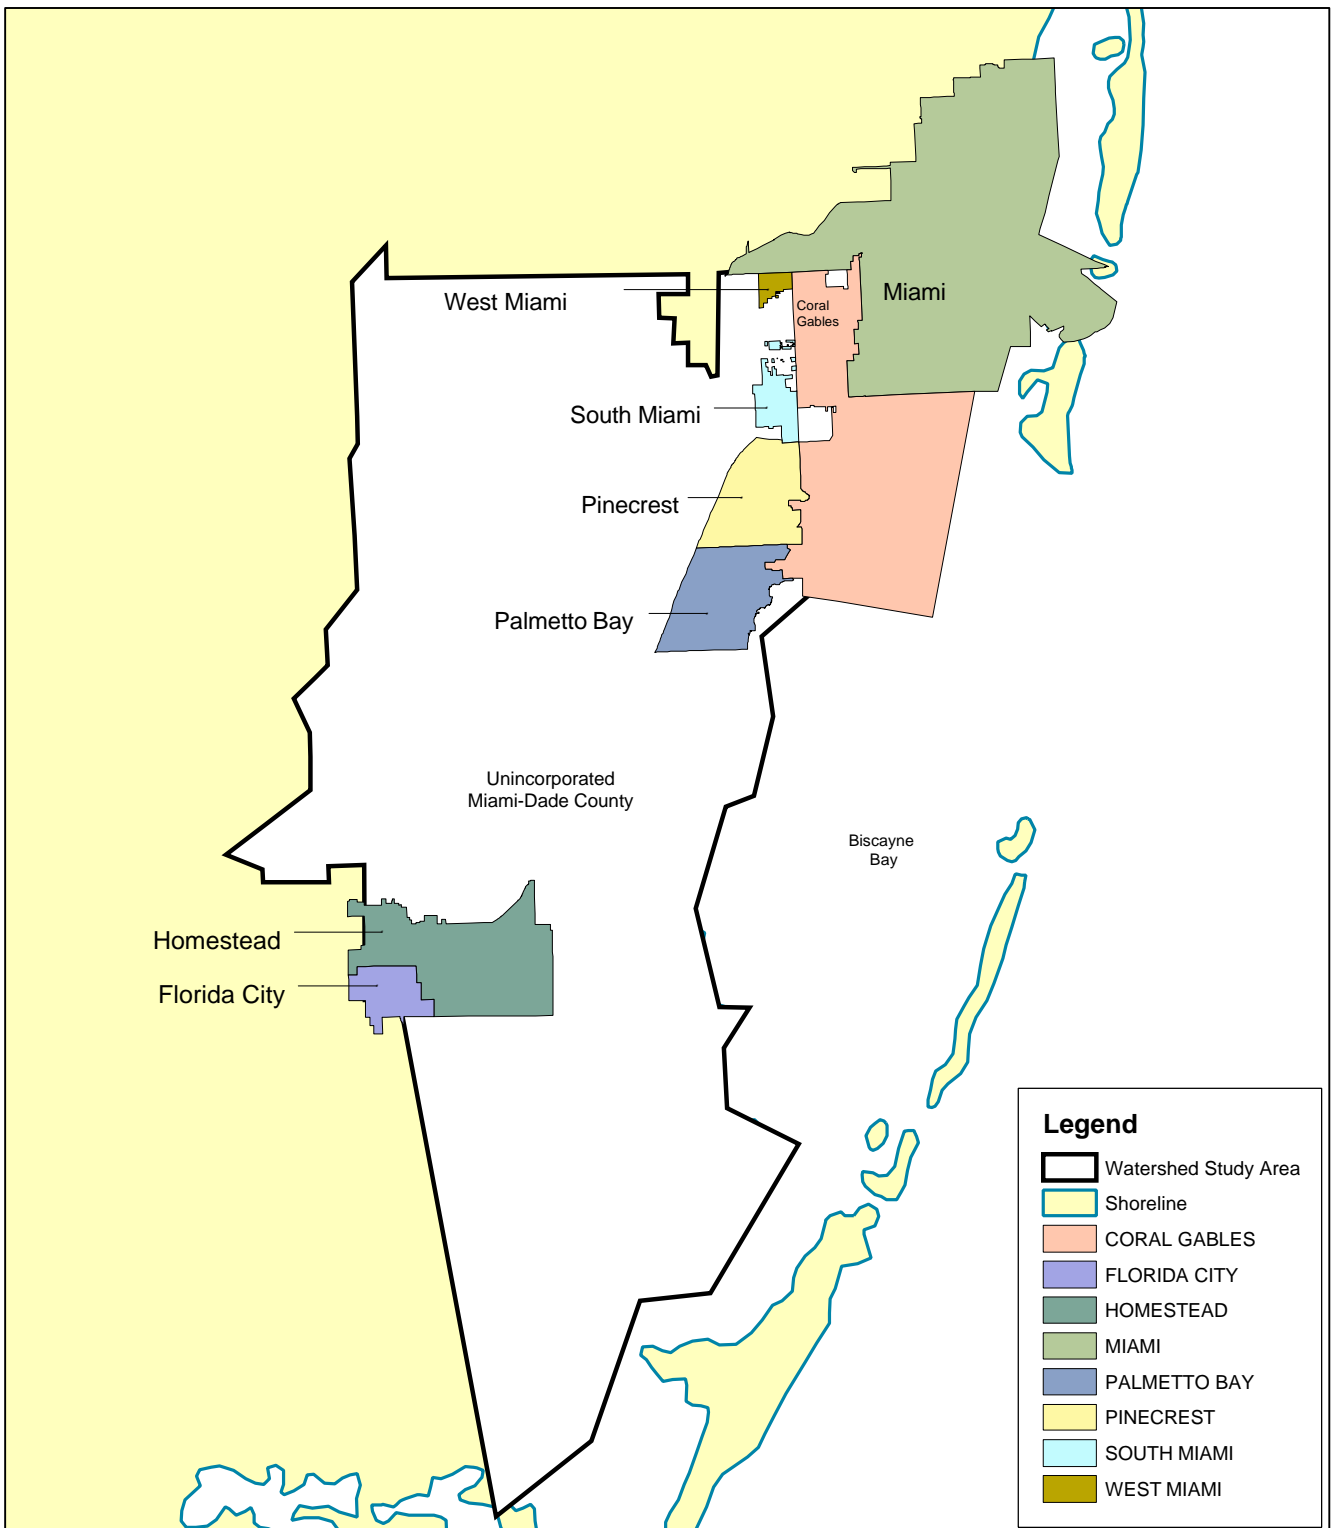 West Miami
Coral
Gables
Miami
South Miami
Pinecrest
Palmetto Bay
Unincorporated
Miami-Dade County
Biscayne
Bay
Homestead
Florida City
Legend
Watershed Study Area
Shoreline
CORAL GABLES
FLORIDA CITY
HOMESTEAD
MIAMI
PALMETTO BAY
PINECREST
SOUTH MIAMI
WEST MIAMI